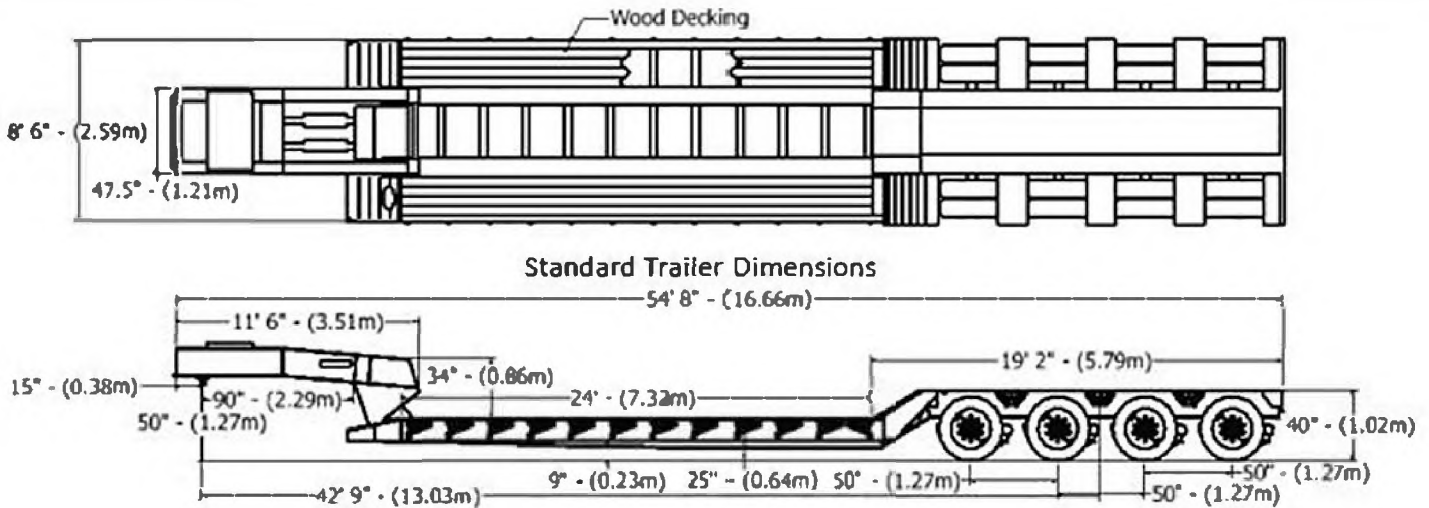 Wood Decking
8' 6" - (2.59m)
47.5" - (1.21m)
Standard Trailer Dimensions
54' 8" - (16.66m)
11' 6" - (3.51m)
19' 2" - (5.79m)
15" - (0.38m)
34" - (0.86m)
90" - (2.29m)
24' - (7.32m)
50" - (1.27m)
40" - (1.02m)
9" - (0.23m)
25" - (0.64m)
50" - (1.27m)
50" - (1.27m)
42' 9" - (13.03m)
50" - (1.27m)